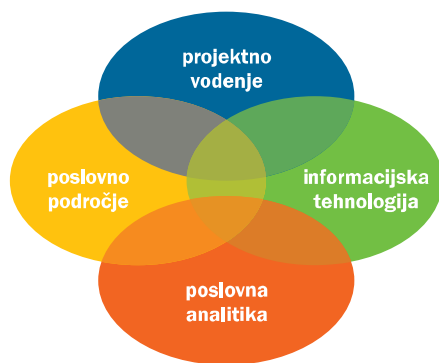 projektno
vodenje
poslovno
področje
informacijska
tehnologija
poslovna
analitika